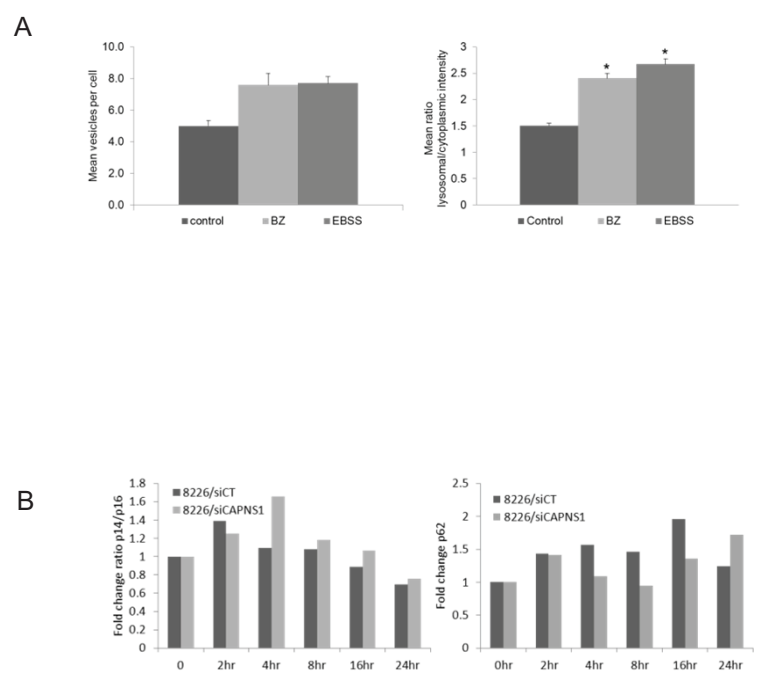 A
Mean vesicles per cell
10.0
8.0
6.0
4.0
2.0
0.0
control BZ EBSS
Mean ratio
lysosomal/cytoplasmic intensity
3
2.5
2
1.5
1
0.5
0
* *
Control BZ EBSS
B
Fold change ratio p14/p16
1.8
1.6
1.4
1.2
1
0.8
0.6
0.4
0.2
0
8226/siCT
8226/siCAPNS1
0 2hr 4hr 8hr 16hr 24hr
Fold change p62
2.5
2
1.5
1
0.5
0
8226/siCT
8226/siCAPNS1
0hr 2hr 4hr 8hr 16hr 24hr